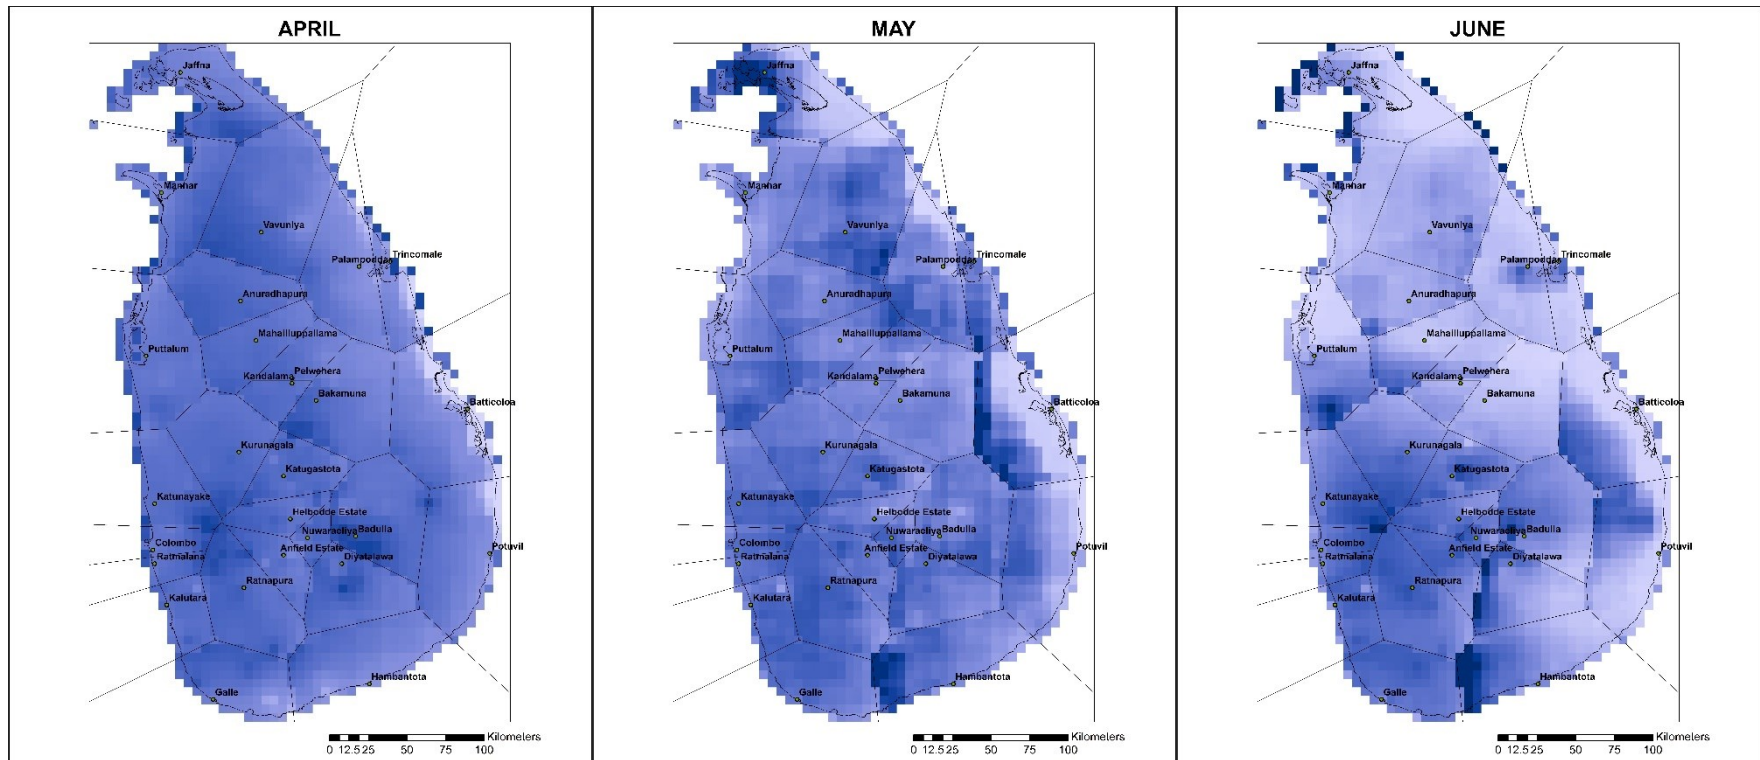 APRIL
Jaffna
Mannar
Vavuniya
Palampoddar
Trincomale
Anuradhapura
Mahailluppallama
Puttalum
Pelwehera
Kandalama
Bakamuna
Batticoloa
Kurunagala
Katugastota
Katunayake
Helbodde Estate
Nuwaraeliya
Badulla
Colombo
Anfield Estate
Ratmalana
Diyatalawa
Potuvil
Ratnapura
Kalutara
Hambantota
Galle
Kilometers
0 12.5 25 50 75 100
MAY
Jaffna
Mannar
Vavuniya
Palampoddar
Trincomale
Anuradhapura
Mahailluppallama
Puttalum
Pelwehera
Kandalama
Bakamuna
Batticoloa
Kurunagala
Katugastota
Katunayake
Helbodde Estate
Nuwaraeliya
Badulla
Colombo
Anfield Estate
Ratmalana
Diyatalawa
Potuvil
Ratnapura
Kalutara
Hambantota
Galle
Kilometers
0 12.5 25 50 75 100
JUNE
Jaffna
Mannar
Vavuniya
Palampoddar
Trincomale
Anuradhapura
Mahailluppallama
Puttalum
Pelwehera
Kandalama
Bakamuna
Batticoloa
Kurunagala
Katugastota
Katunayake
Helbodde Estate
Nuwaraeliya
Badulla
Colombo
Anfield Estate
Ratmalana
Diyatalawa
Potuvil
Ratnapura
Kalutara
Hambantota
Galle
Kilometers
0 12.5 25 50 75 100